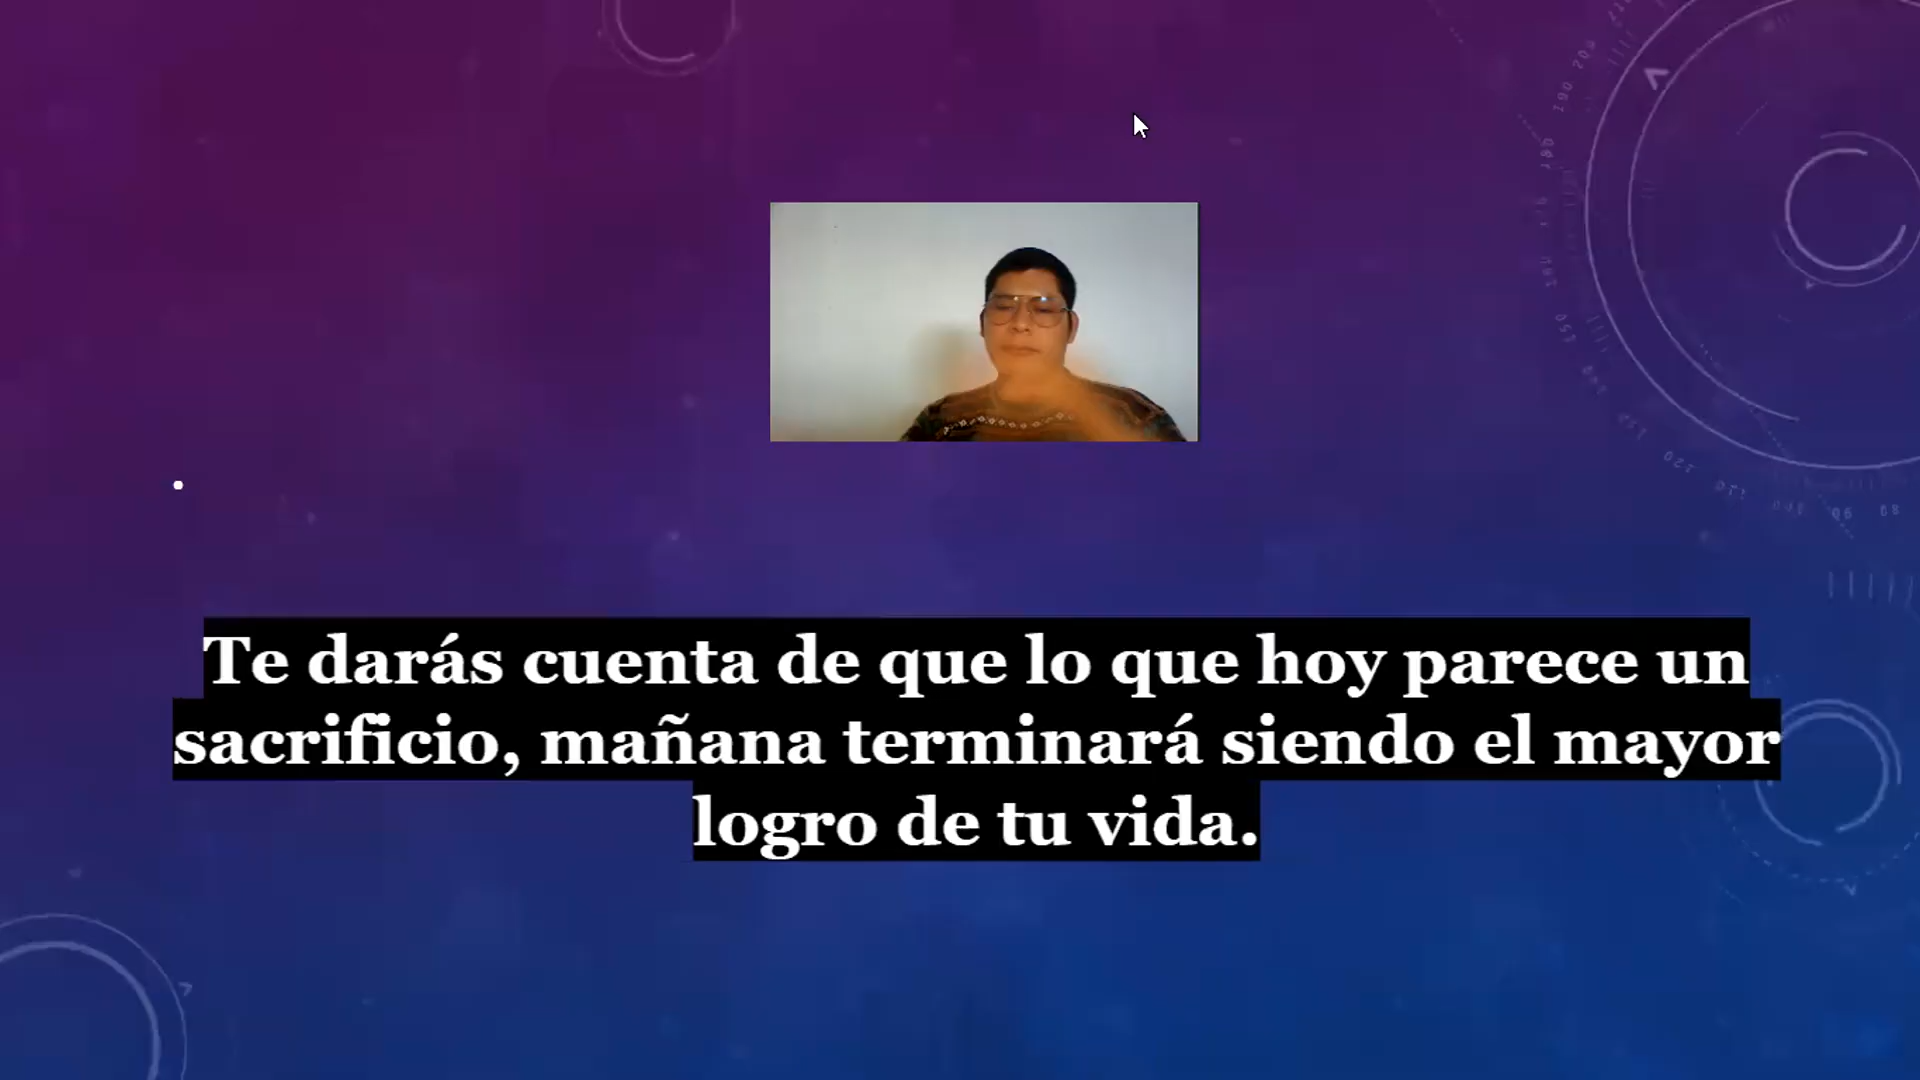 Te darás cuenta de que lo que hoy parece un
sacrificio, mañana terminará siendo el mayor
logro de tu vida.